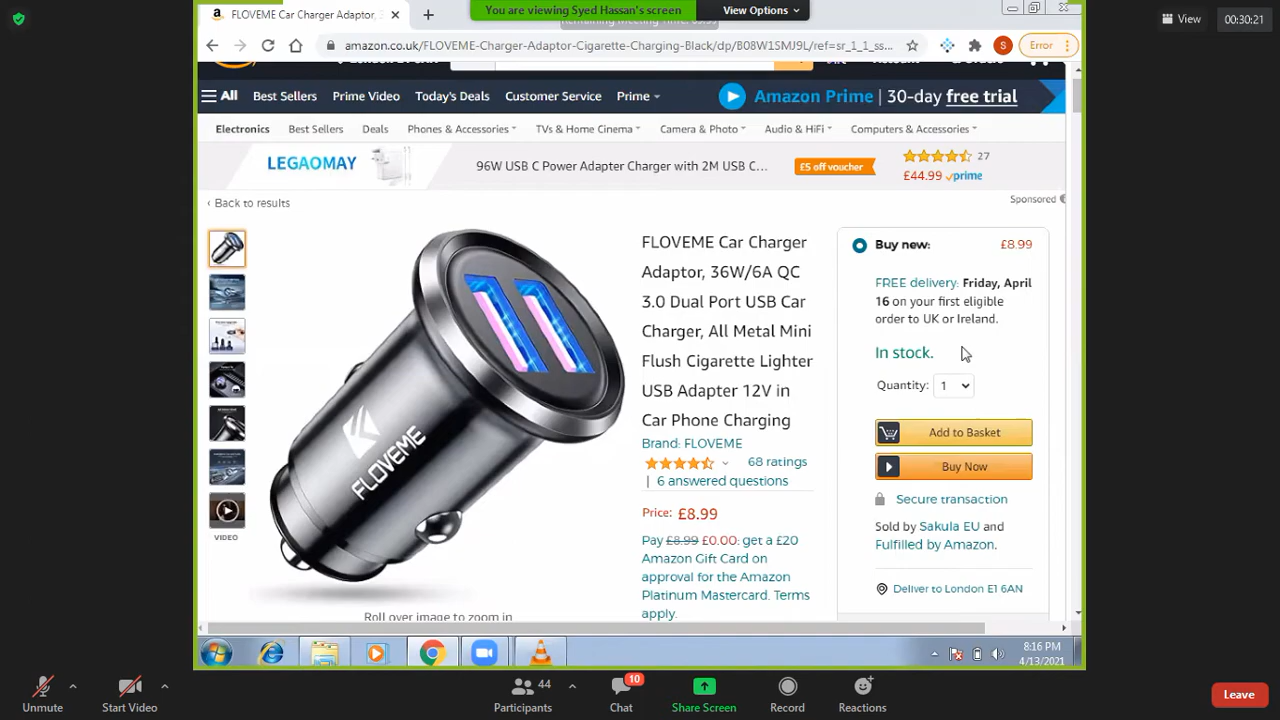 FLOVEME Car Charger Adaptor, 3
You are viewing Syed Hassan's screen
View Options
View
00:30:21
amazon.co.uk/FLOVEME-Charger-Adaptor-Cigarette-Charging-Black/dp/B08W1SMJ9L/ref=sr_1_1_ss...
S
Error
All
Best Sellers
Prime Video
Today's Deals
Customer Service
Prime
Amazon Prime | 30-day free trial
Electronics
Best Sellers
Deals
Phones & Accessories
TVs & Home Cinema
Camera & Photo
Audio & HiFi
Computers & Accessories
LEGAOMAY
96W USB C Power Adapter Charger with 2M USB C...
£5 off voucher
27
£44.99 prime
‹ Back to results
Sponsored
FLOVEME Car Charger
Adaptor, 36W/6A QC
3.0 Dual Port USB Car
Charger, All Metal Mini
Flush Cigarette Lighter
USB Adapter 12V in
Car Phone Charging
Brand: FLOVEME
68 ratings
| 6 answered questions
Price: £8.99
Pay £8.99 £0.00: get a £20
Amazon Gift Card on
approval for the Amazon
Platinum Mastercard. Terms
apply.
FLOVEME
VIDEO
Roll over image to zoom in
Buy new: £8.99
FREE delivery: Friday, April
16 on your first eligible
order to UK or Ireland.
In stock.
Quantity: 1
Add to Basket
Buy Now
Secure transaction
Sold by Sakula EU and
Fulfilled by Amazon.
Deliver to London E1 6AN
8:16 PM
4/13/2021
Unmute
Start Video
44
Participants
10
Chat
Share Screen
Record
Reactions
Leave